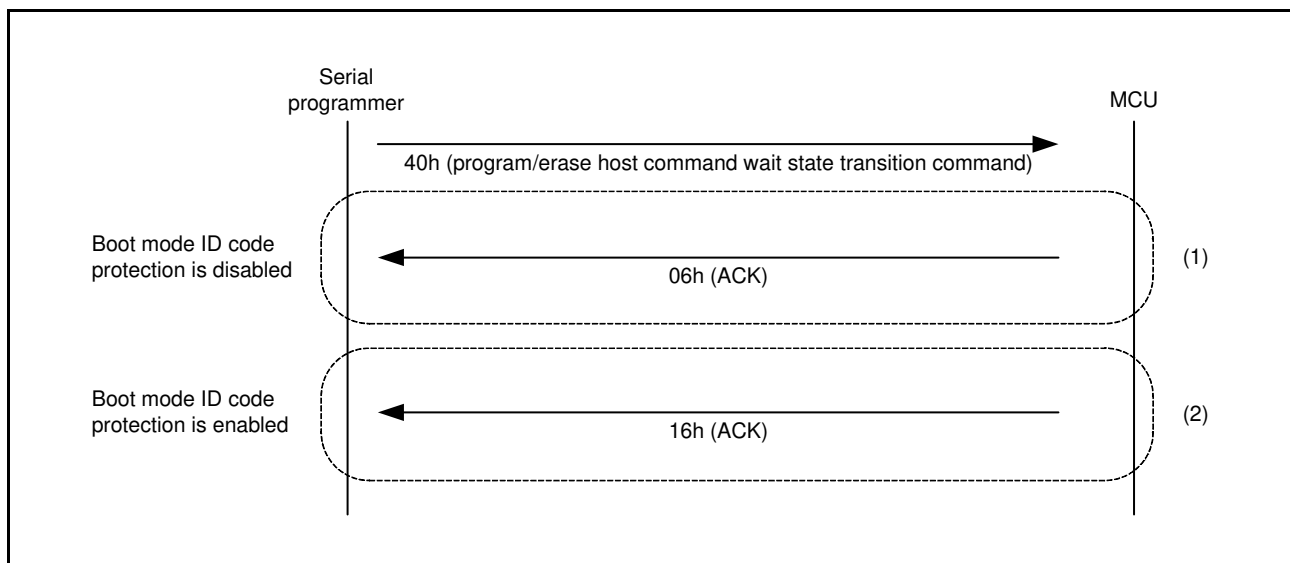 Serial
programmer
MCU
40h (program/erase host command wait state transition command)
Boot mode ID code
protection is disabled
06h (ACK)
(1)
Boot mode ID code
protection is enabled
16h (ACK)
(2)